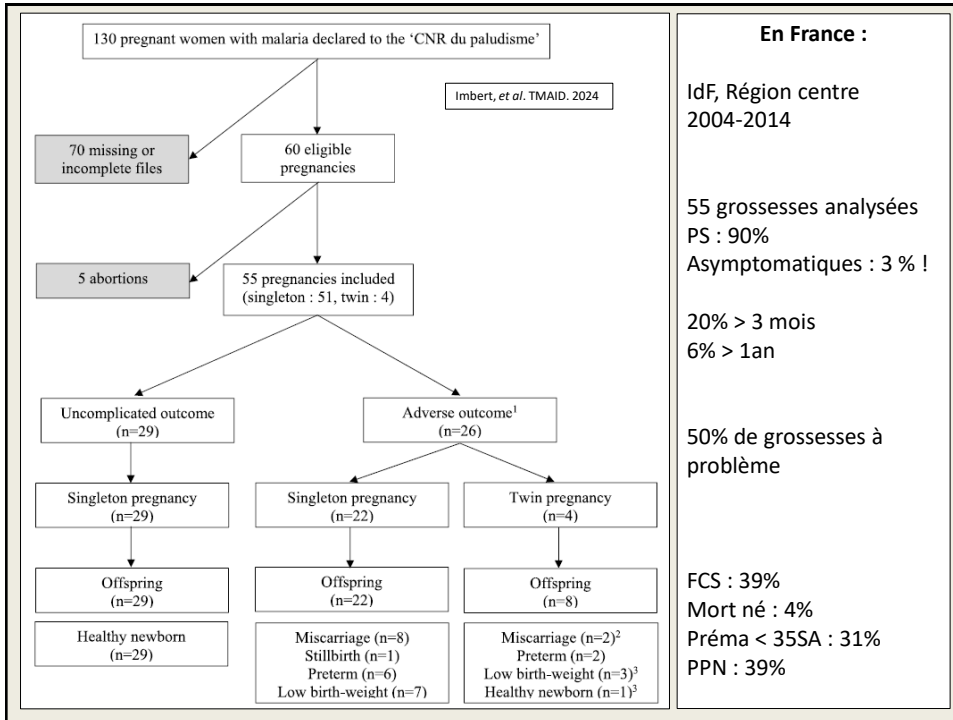 130 pregnant women with malaria declared to the ‘CNR du paludisme’
Imbert, et al. TMAID. 2024
70 missing or
incomplete files
60 eligible
pregnancies
5 abortions
55 pregnancies included
(singleton : 51, twin : 4)
Uncomplicated outcome
(n=29)
Adverse outcome¹
(n=26)
Singleton pregnancy
(n=29)
Singleton pregnancy
(n=22)
Twin pregnancy
(n=4)
Offspring
(n=29)
Offspring
(n=22)
Offspring
(n=8)
Healthy newborn
(n=29)
Miscarriage (n=8)
Stillbirth (n=1)
Preterm (n=6)
Low birth-weight (n=7)
Miscarriage (n=2)²
Preterm (n=2)
Low birth-weight (n=3)³
Healthy newborn (n=1)³
En France :
IdF, Région centre
2004-2014
55 grossesses analysées
PS : 90%
Asymptomatiques : 3 % !
20% > 3 mois
6% > 1an
50% de grossesses à
problème
FCS : 39%
Mort né : 4%
Préma < 35SA : 31%
PPN : 39%